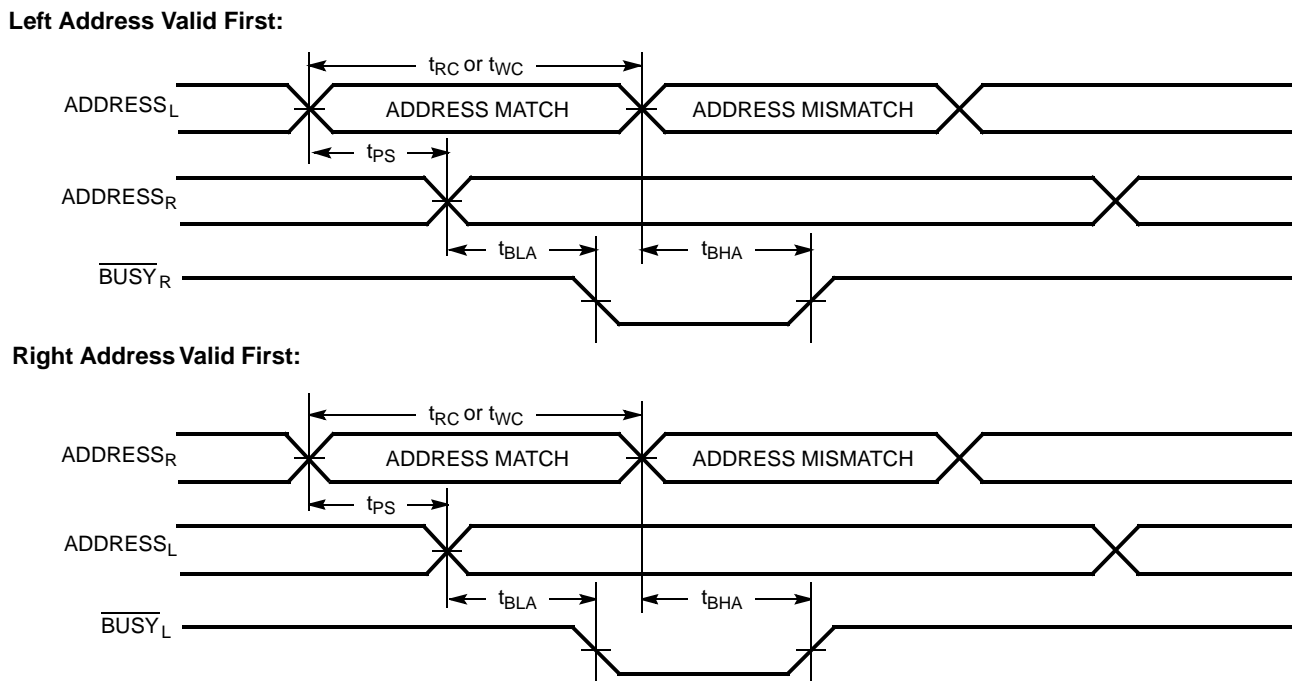 Left Address Valid First:
tRC or tWC
ADDRESSL
ADDRESS MATCH
ADDRESS MISMATCH
tPS
ADDRESSR
tBLA
tBHA
BUSYR
Right Address Valid First:
tRC or tWC
ADDRESSR
ADDRESS MATCH
ADDRESS MISMATCH
tPS
ADDRESSL
tBLA
tBHA
BUSYL